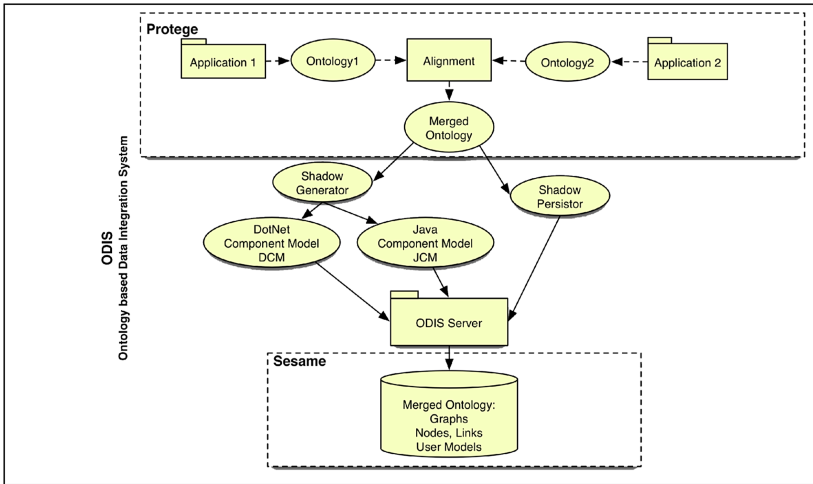 Protege
Application 1
Ontology1
Alignment
Ontology2
Application 2
Merged
Ontology
Shadow
Generator
Shadow
Persistor
DotNet
Component Model
DCM
Java
Component Model
JCM
ODIS
Ontology based Data Integration System
ODIS Server
Sesame
Merged Ontology:
Graphs
Nodes, Links
User Models